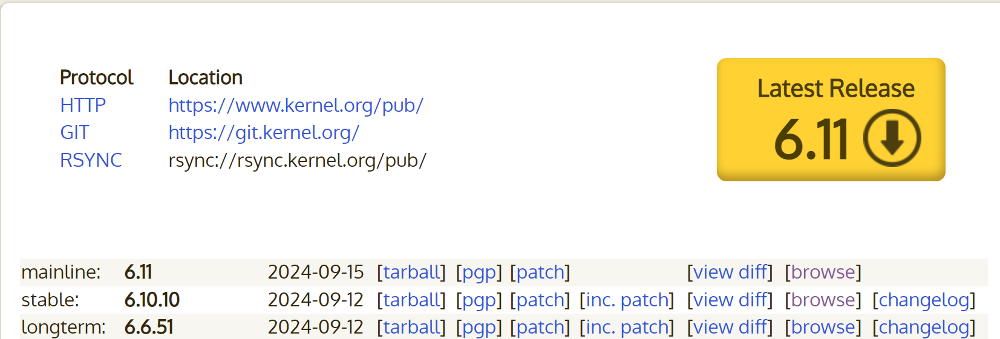 Protocol Location
HTTP https://www.kernel.org/pub/
GIT https://git.kernel.org/
RSYNC rsync://rsync.kernel.org/pub/
Latest Release
6.11
mainline: 6.11 2024-09-15 [tarball] [pgp] [patch] [view diff] [browse]
stable: 6.10.10 2024-09-12 [tarball] [pgp] [patch] [inc. patch] [view diff] [browse] [changelog]
longterm: 6.6.51 2024-09-12 [tarball] [pgp] [patch] [inc. patch] [view diff] [browse] [changelog]